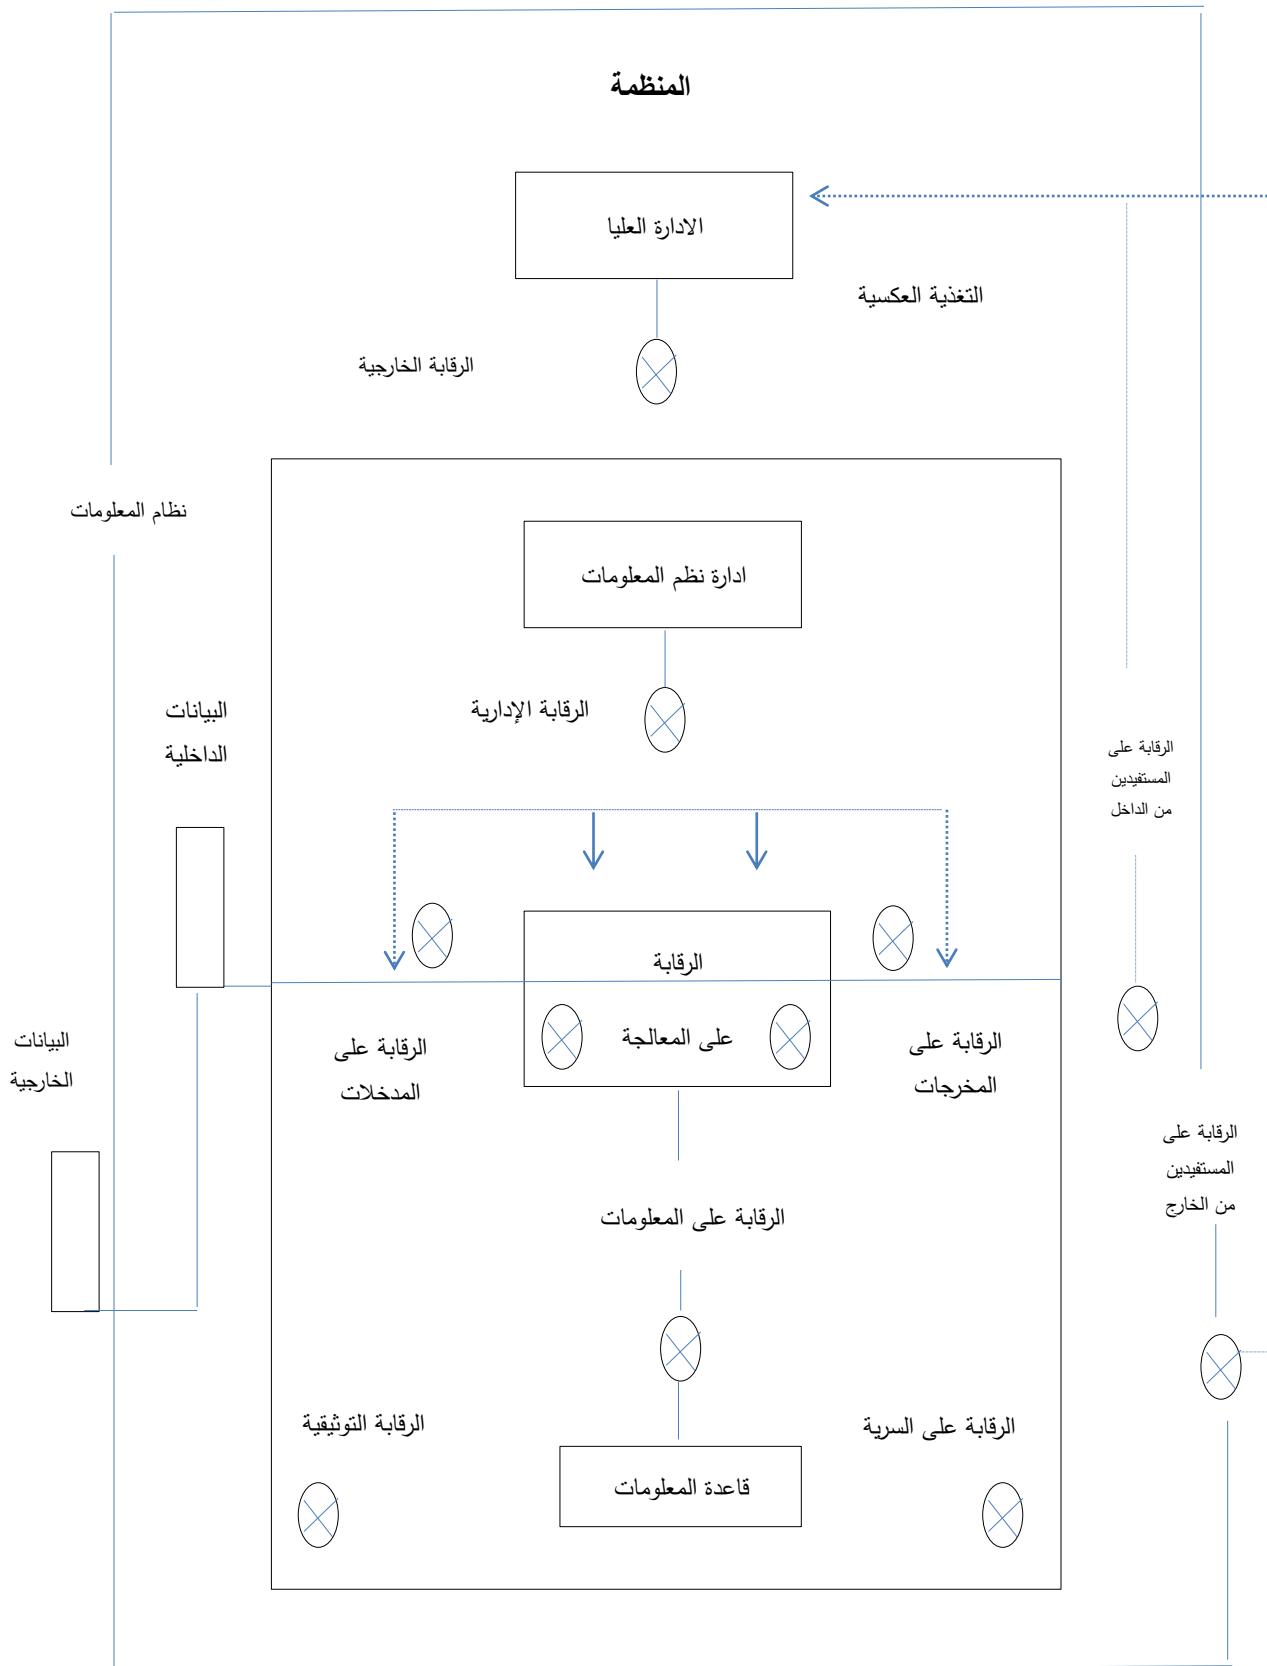 المنظمة
الادارة العليا
التغذية العكسية
الرقابة الخارجية
نظام المعلومات
ادارة نظم المعلومات
الرقابة الإدارية
البيانات
الداخلية
الرقابة على
المستفيدين
من الداخل
الرقابة
على المعالجة
الرقابة على
المخرجات
الرقابة على
المدخلات
البيانات
الخارجية
الرقابة على
المستفيدين
من الخارج
الرقابة على المعلومات
الرقابة على السرية
الرقابة التوثيقية
قاعدة المعلومات